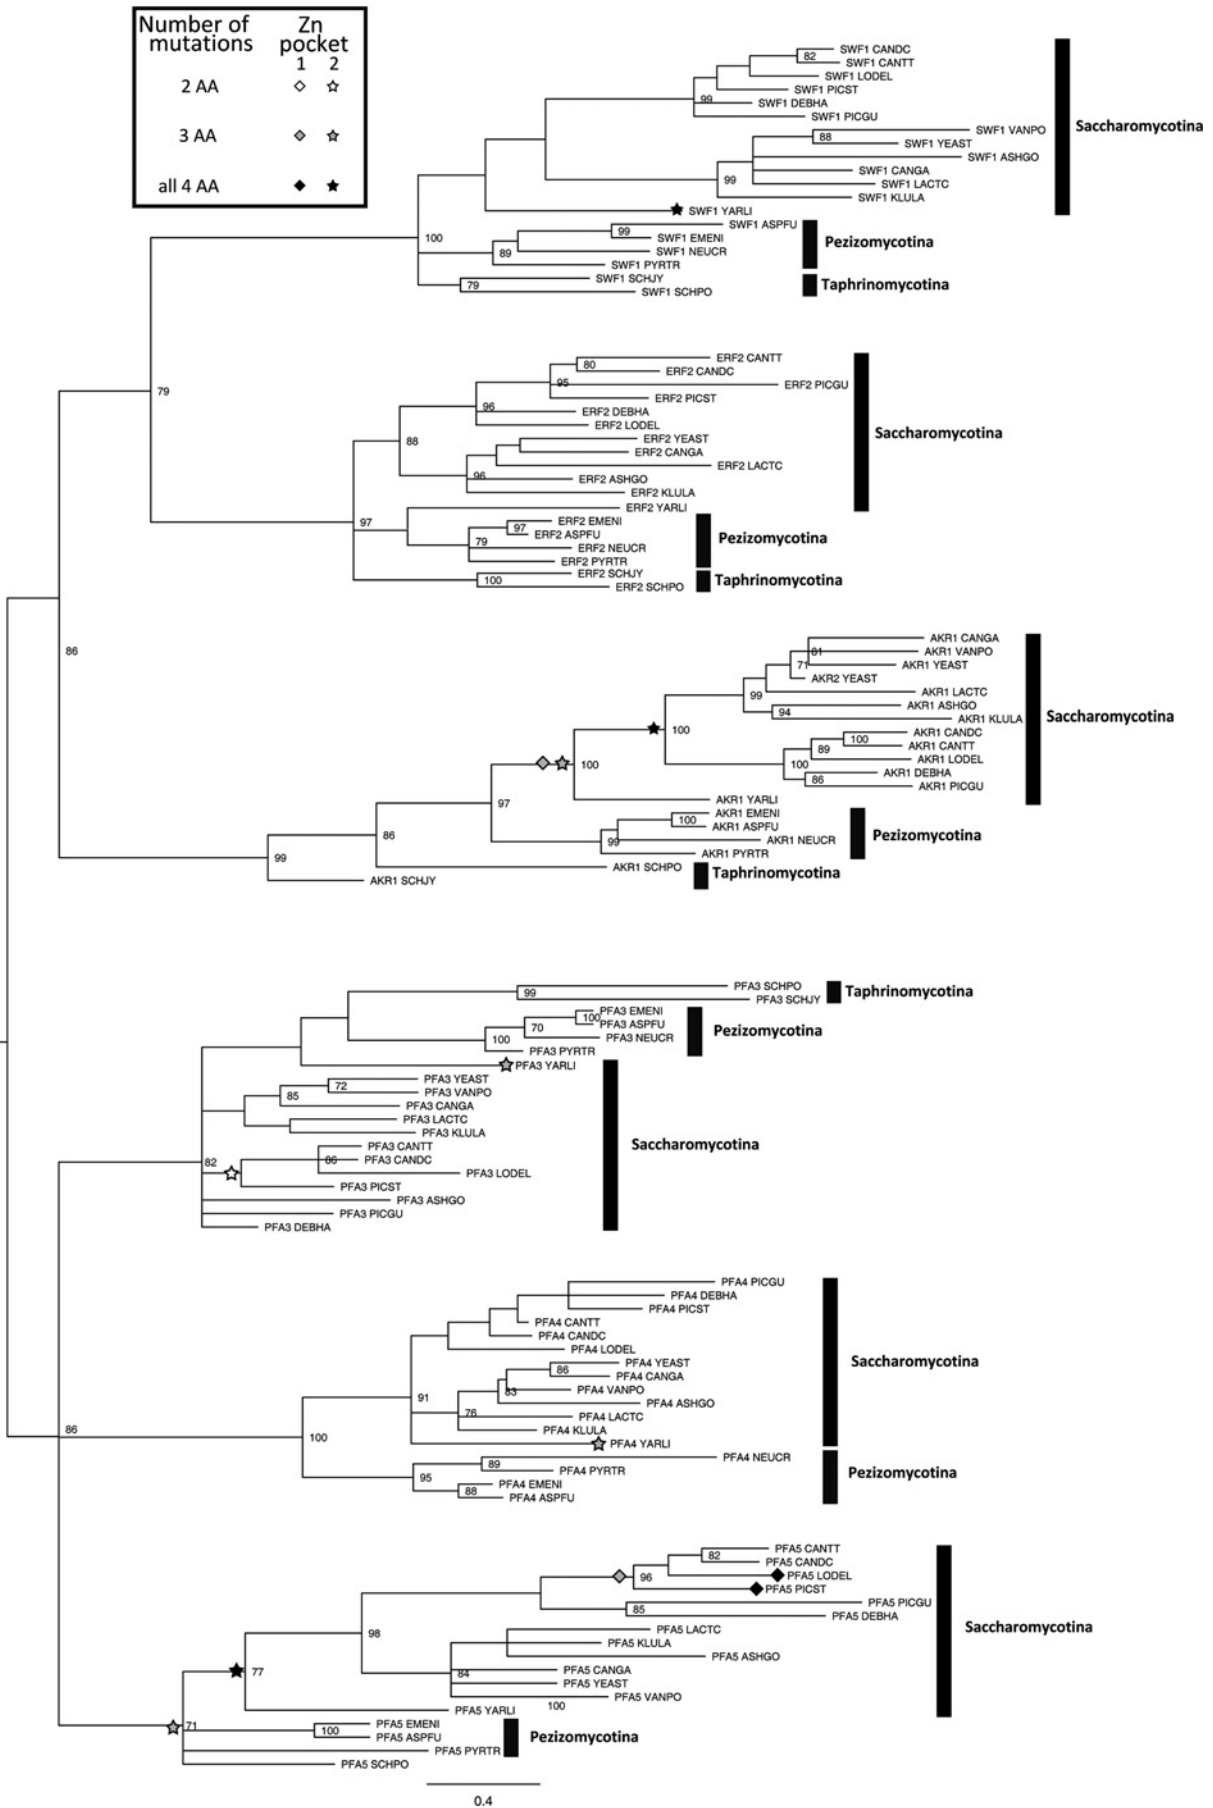 Number of mutations
Zn pocket
1 2
2 AA
3 AA
all 4 AA
SWF1 CANDC
82
SWF1 CANTT
SWF1 LODEL
SWF1 PICST
99
SWF1 DEBHA
SWF1 PICGU
SWF1 VANPO
88
SWF1 YEAST
SWF1 ASHGO
SWF1 CANGA
99
SWF1 LACTC
SWF1 KLULA
SWF1 YARLI
Saccharomycotina
SWF1 ASPFU
99
SWF1 EMENI
100
89
SWF1 NEUCR
SWF1 PYRTR
Pezizomycotina
SWF1 SCHJY
79
SWF1 SCHPO
Taphrinomycotina
79
ERF2 CANTT
80
ERF2 CANDC
95
ERF2 PICGU
ERF2 PICST
96
ERF2 DEBHA
ERF2 LODEL
88
ERF2 YEAST
ERF2 CANGA
ERF2 LACTC
96
ERF2 ASHGO
ERF2 KLULA
Saccharomycotina
ERF2 YARLI
97
ERF2 EMENI
97
ERF2 ASPFU
79
ERF2 NEUCR
ERF2 PYRTR
Pezizomycotina
ERF2 SCHJY
100
ERF2 SCHPO
Taphrinomycotina
86
AKR1 CANGA
81
AKR1 VANPO
71
AKR1 YEAST
AKR2 YEAST
99
AKR1 LACTC
AKR1 ASHGO
94
AKR1 KLULA
100
AKR1 CANDC
100
AKR1 CANTT
89
AKR1 LODEL
100
AKR1 DEBHA
86
AKR1 PICGU
Saccharomycotina
100
AKR1 YARLI
97
AKR1 EMENI
100
AKR1 ASPFU
99
AKR1 NEUCR
AKR1 PYRTR
Pezizomycotina
86
AKR1 SCHPO
Taphrinomycotina
99
AKR1 SCHJY
PFA3 SCHPO
99
PFA3 SCHJY
Taphrinomycotina
PFA3 EMENI
100
PFA3 ASPFU
70
PFA3 NEUCR
100
PFA3 PYRTR
Pezizomycotina
PFA3 YARLI
PFA3 YEAST
72
PFA3 VANPO
85
PFA3 CANGA
PFA3 LACTC
PFA3 KLULA
Saccharomycotina
PFA3 CANTT
82
86
PFA3 CANDC
PFA3 LODEL
PFA3 PICST
PFA3 ASHGO
PFA3 PICGU
PFA3 DEBHA
PFA4 PICGU
PFA4 DEBHA
PFA4 PICST
PFA4 CANTT
PFA4 CANDC
PFA4 LODEL
PFA4 YEAST
86
PFA4 CANGA
83
PFA4 VANPO
91
PFA4 ASHGO
76
PFA4 LACTC
PFA4 KLULA
PFA4 YARLI
Saccharomycotina
86
100
PFA4 NEUCR
89
PFA4 PYRTR
95
PFA4 EMENI
88
PFA4 ASPFU
Pezizomycotina
PFA5 CANTT
82
PFA5 CANDC
96
PFA5 LODEL
PFA5 PICST
PFA5 PICGU
85
PFA5 DEBHA
Saccharomycotina
98
PFA5 LACTC
PFA5 KLULA
PFA5 ASHGO
77
84
PFA5 CANGA
PFA5 YEAST
PFA5 VANPO
100
PFA5 YARLI
71
PFA5 EMENI
100
PFA5 ASPFU
PFA5 PYRTR
Pezizomycotina
PFA5 SCHPO
0.4